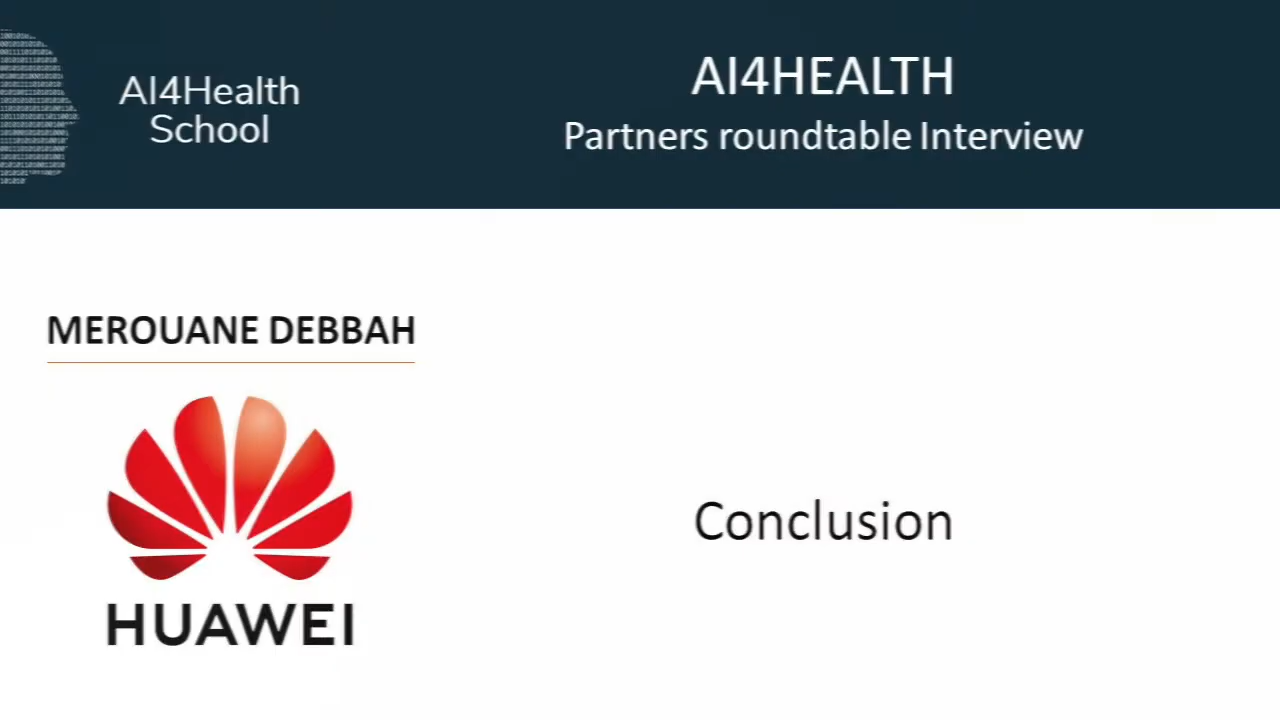 AI4Health
School
AI4HEALTH
Partners roundtable Interview
MEROUANE DEBBAH
HUAWEI
Conclusion